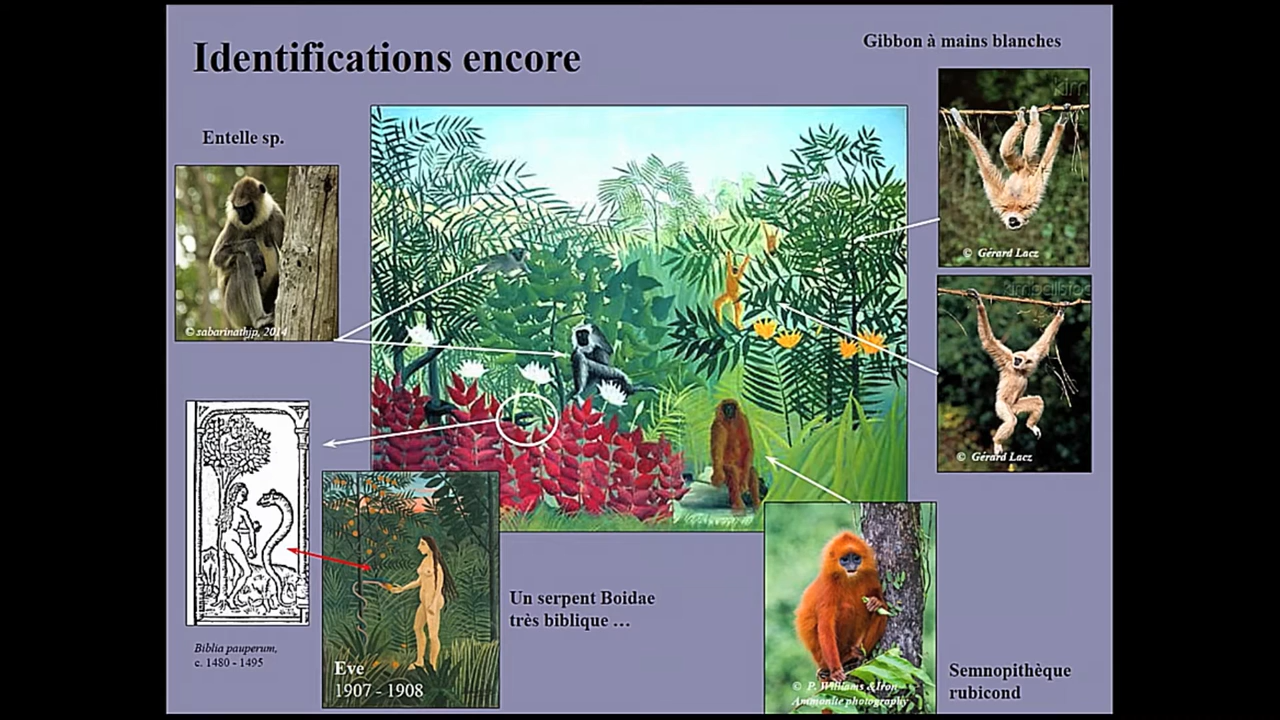 Identifications encore
Gibbon à mains blanches
Entelle sp.
© sabarinathjp, 2014
© Gérard Lacz
© Gérard Lacz
Biblia pauperum,
c. 1480 - 1495
Eve
1907 - 1908
Un serpent Boidae
très biblique …
© P. Williams &Iron
Ammonite photography
Semnopithèque
rubicond